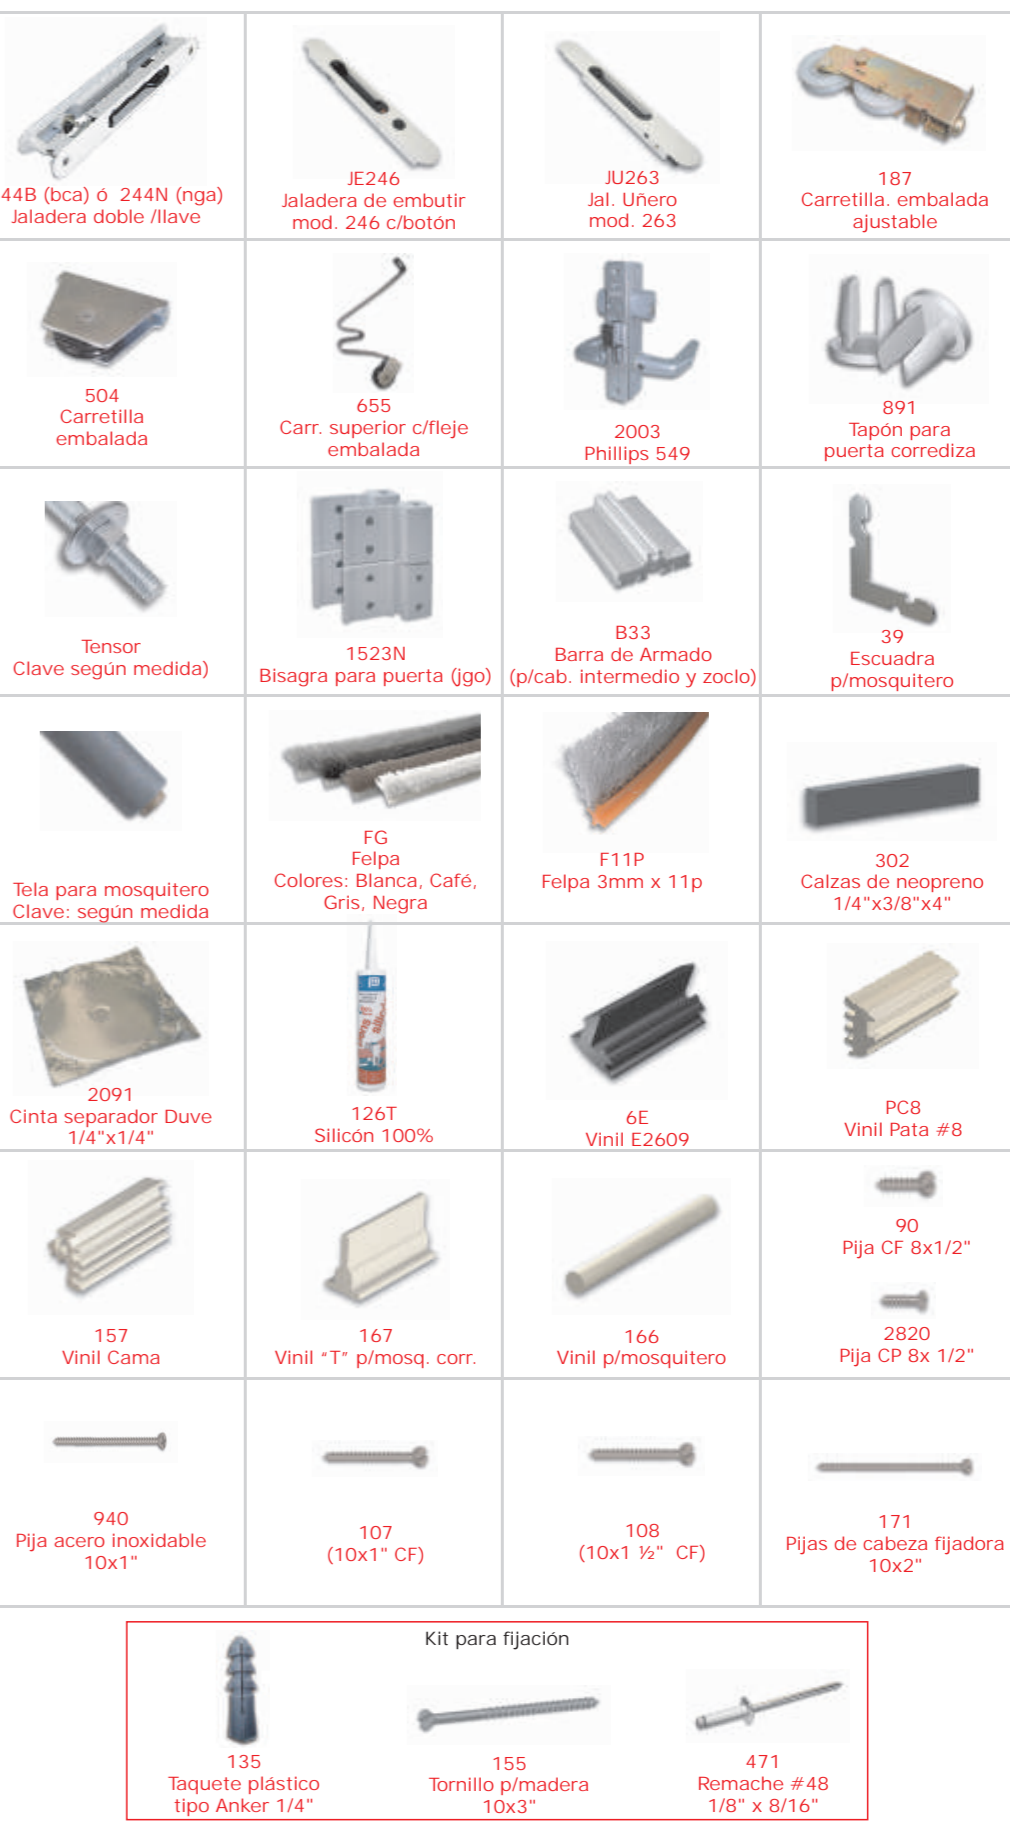 44B (bca) ó 244N (nga)
Jaladera doble /llave
JE246
Jaladera de embutir
mod. 246 c/botón
JU263
Jal. Uñero
mod. 263
187
Carretilla. embalada
ajustable
504
Carretilla
embalada
655
Carr. superior c/fleje
embalada
2003
Phillips 549
891
Tapón para
puerta corrediza
Tensor
Clave según medida)
1523N
Bisagra para puerta (jgo)
B33
Barra de Armado
(p/cab. intermedio y zoclo)
39
Escuadra
p/mosquitero
Tela para mosquitero
Clave: según medida
FG
Felpa
Colores: Blanca, Café,
Gris, Negra
F11P
Felpa 3mm x 11p
302
Calzas de neopreno
1/4"x3/8"x4"
2091
Cinta separador Duve
1/4"x1/4"
126T
Silicón 100%
6E
Vinil E2609
PC8
Vinil Pata #8
157
Vinil Cama
167
Vinil “T” p/mosq. corr.
166
Vinil p/mosquitero
90
Pija CF 8x1/2"
2820
Pija CP 8x 1/2"
940
Pija acero inoxidable
10x1"
107
(10x1" CF)
108
(10x1 ½" CF)
171
Pijas de cabeza fijadora
10x2"
Kit para fijación
135
Taquete plástico
tipo Anker 1/4"
155
Tornillo p/madera
10x3"
471
Remache #48
1/8" x 8/16"